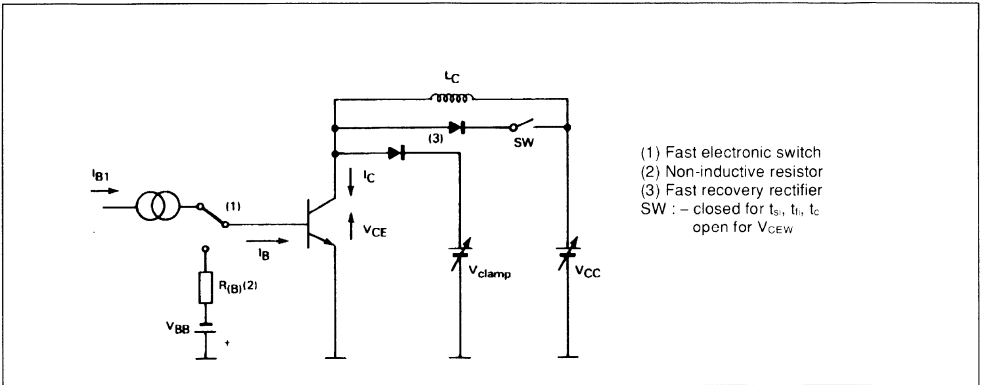 LC
(3)
SW
IB1
(1)
IC
VCE
IB
R(B)(2)
VBB
+
Vclamp
VCC
(1) Fast electronic switch
(2) Non-inductive resistor
(3) Fast recovery rectifier
SW : – closed for tsi, tfi, tc
open for VCEW